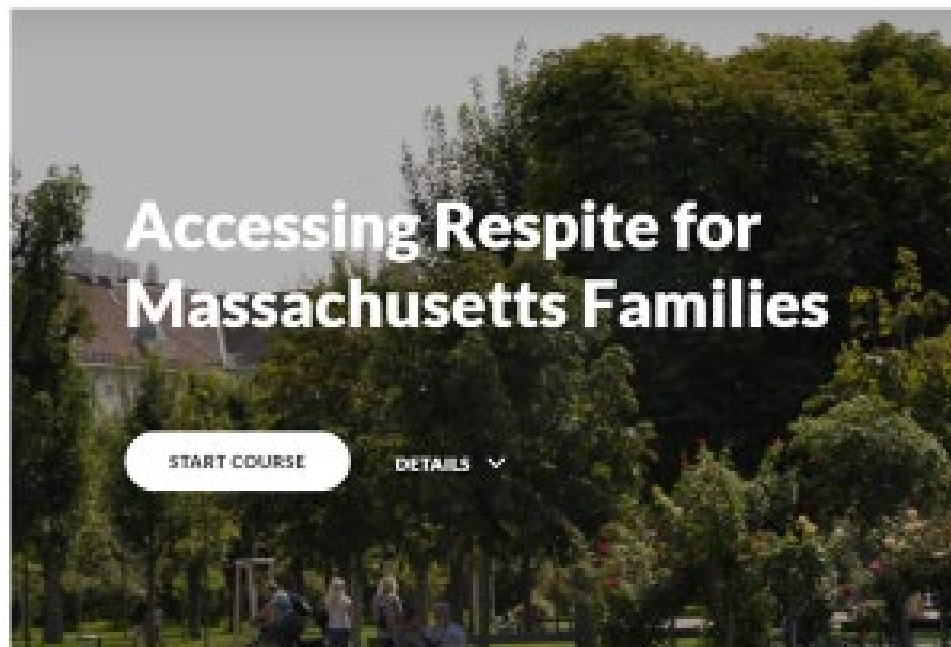 Accessing Respite for
Massachusetts Families
START COURSE
DETAILS